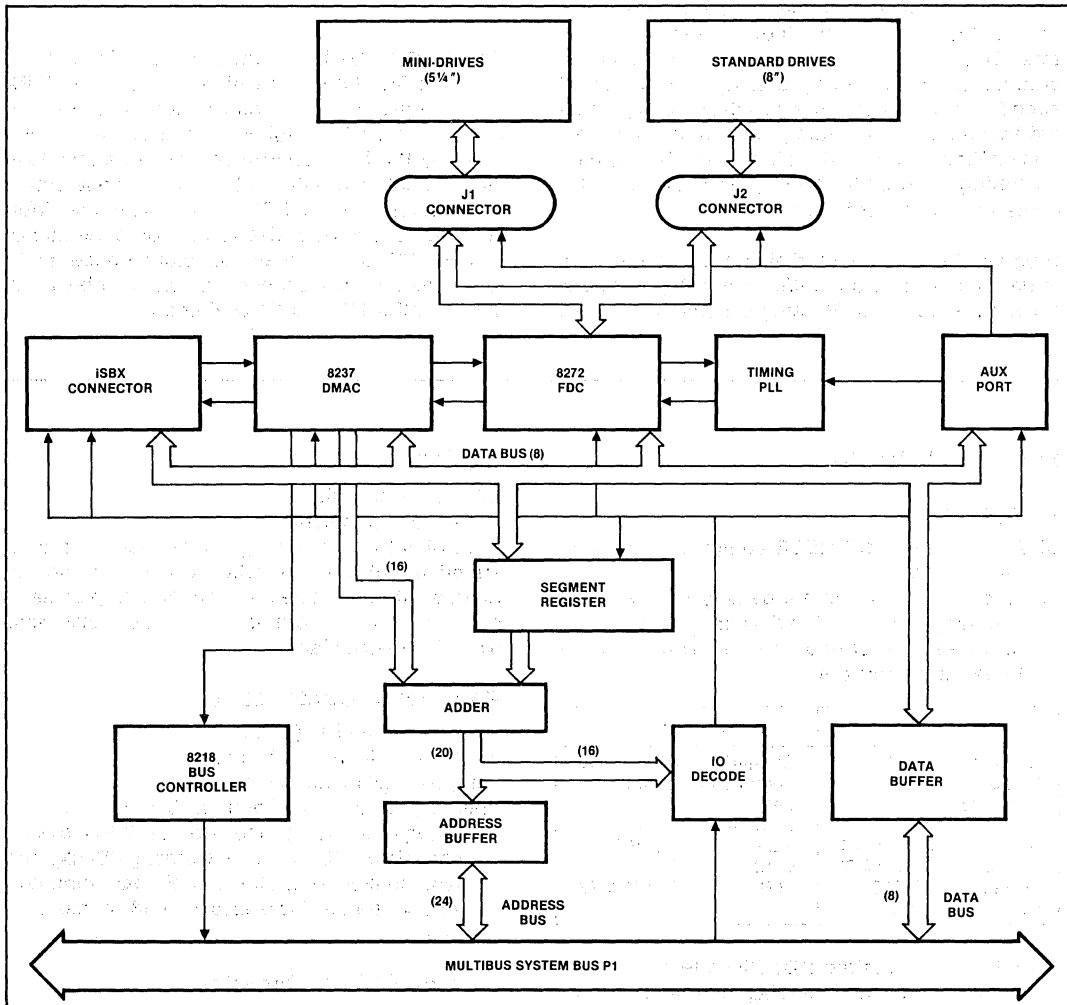 MINI-DRIVES
(5¼″)
STANDARD DRIVES
(8″)
J1
CONNECTOR
J2
CONNECTOR
iSBX
CONNECTOR
8237
DMAC
8272
FDC
TIMING
PLL
AUX
PORT
DATA BUS (8)
(16)
SEGMENT
REGISTER
ADDER
8218
BUS
CONTROLLER
(20)
(16)
IO
DECODE
DATA
BUFFER
ADDRESS
BUFFER
(24)
ADDRESS
BUS
(8)
DATA
BUS
MULTIBUS SYSTEM BUS P1